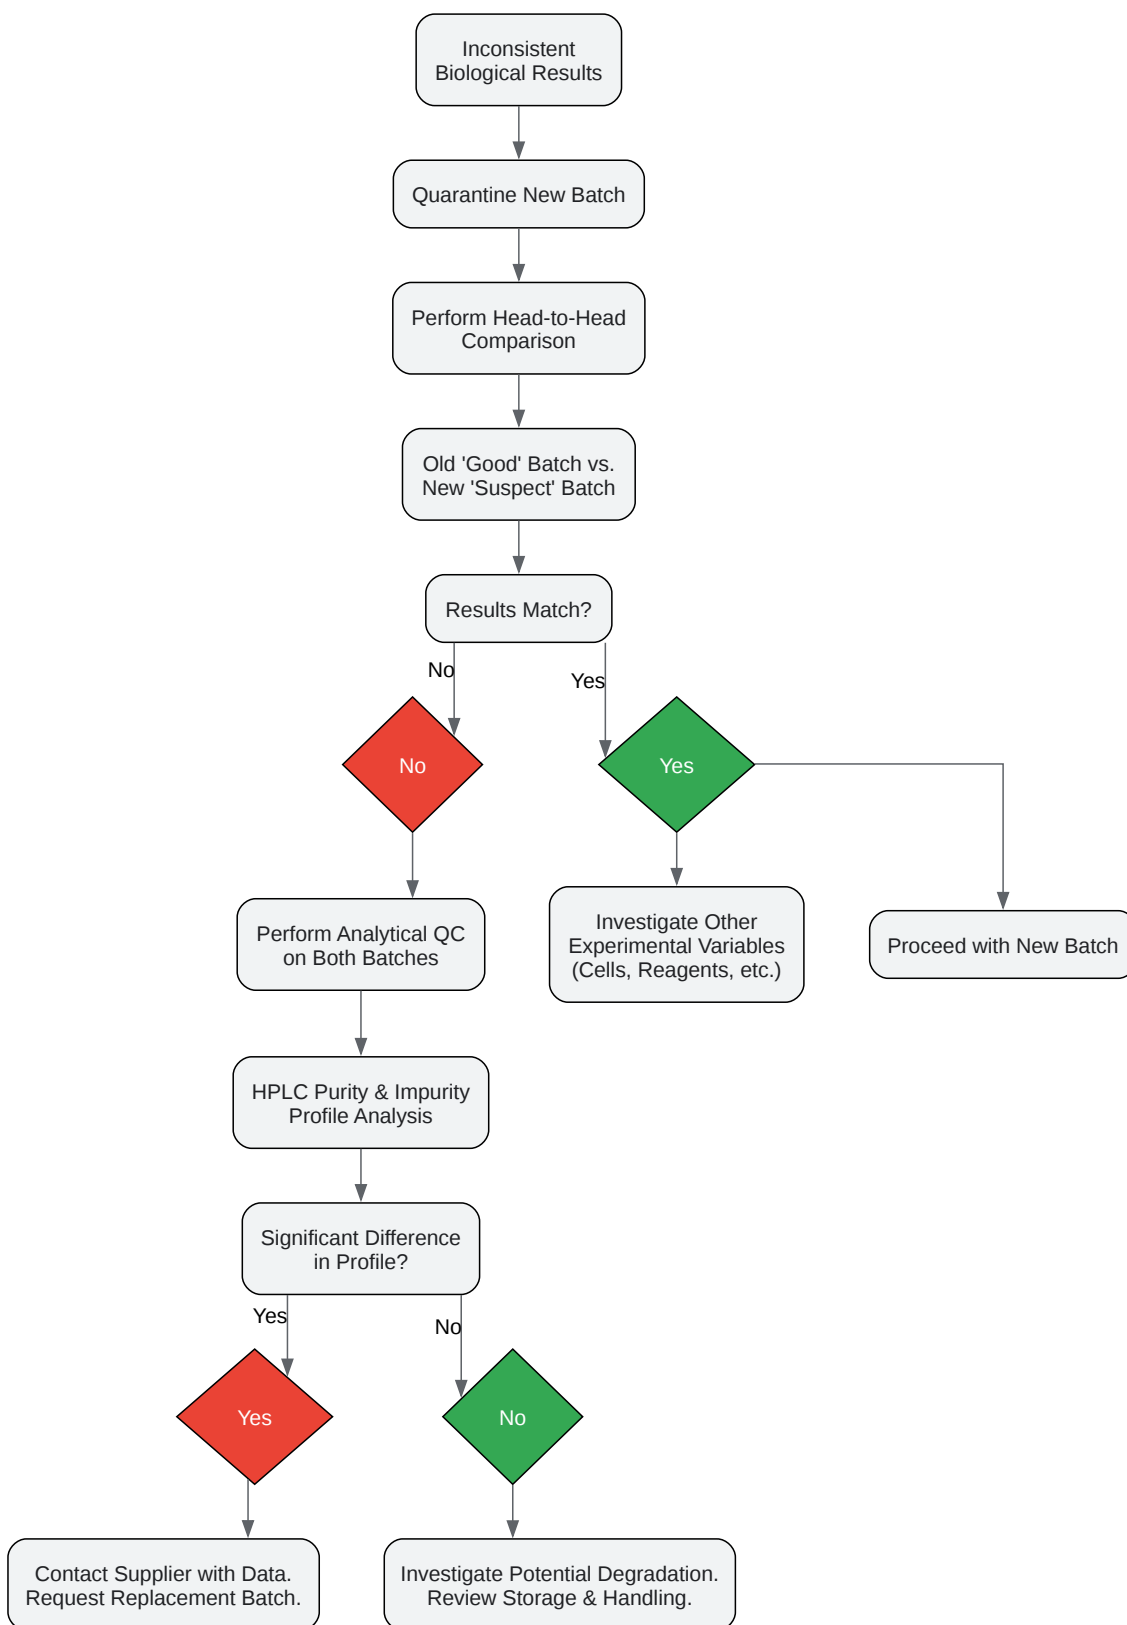 Inconsistent
Biological Results
Quarantine New Batch
Perform Head-to-Head
Comparison
Old 'Good' Batch vs.
New 'Suspect' Batch
Results Match?
No
Yes
No
Yes
Perform Analytical QC
on Both Batches
Investigate Other
Experimental Variables
(Cells, Reagents, etc.)
Proceed with New Batch
HPLC Purity & Impurity
Profile Analysis
Significant Difference
in Profile?
Yes
No
Yes
No
Contact Supplier with Data.
Request Replacement Batch.
Investigate Potential Degradation.
Review Storage & Handling.